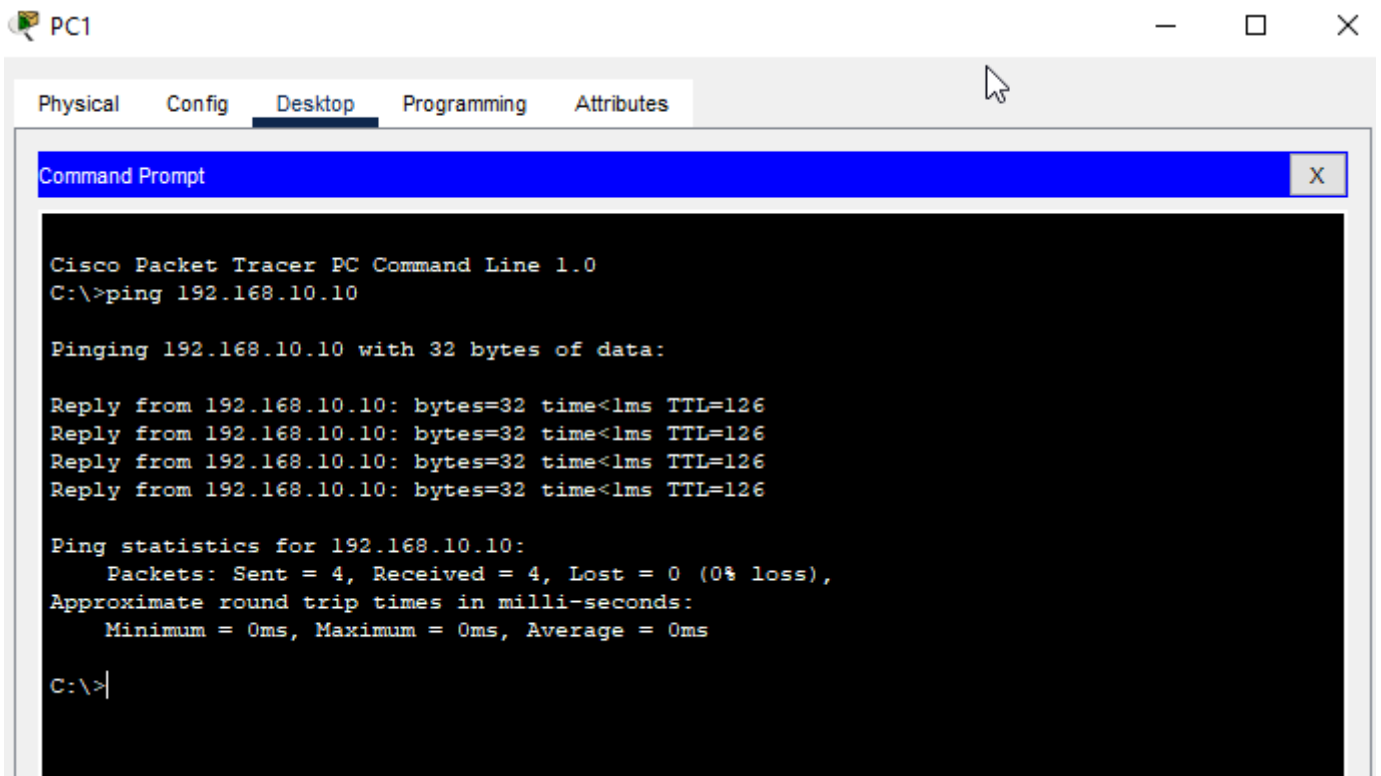 PC1
Physical Config Desktop Programming Attributes
Command Prompt
X
Cisco Packet Tracer PC Command Line 1.0
C:\>ping 192.168.10.10
Pinging 192.168.10.10 with 32 bytes of data:
Reply from 192.168.10.10: bytes=32 time<1ms TTL=126
Reply from 192.168.10.10: bytes=32 time<1ms TTL=126
Reply from 192.168.10.10: bytes=32 time<1ms TTL=126
Reply from 192.168.10.10: bytes=32 time<1ms TTL=126
Ping statistics for 192.168.10.10:
Packets: Sent = 4, Received = 4, Lost = 0 (0% loss),
Approximate round trip times in milli-seconds:
Minimum = 0ms, Maximum = 0ms, Average = 0ms
C:\>